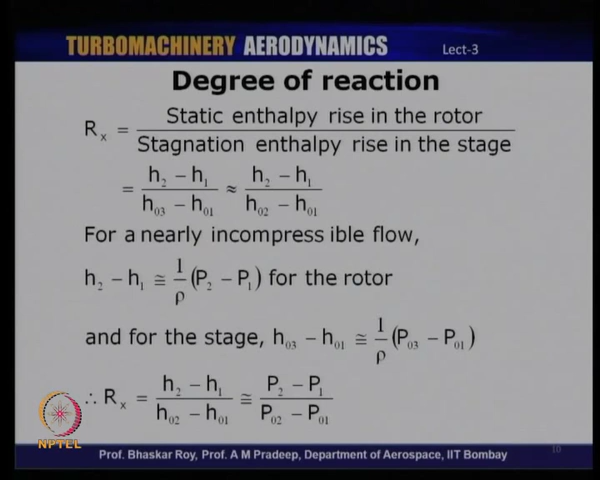 TURBOMACHINERY AERODYNAMICS Lect-3
Degree of reaction
Rₓ = Static enthalpy rise in the rotor / Stagnation enthalpy rise in the stage
= (h₂ − h₁)/(h₀₃ − h₀₁) ≈ (h₂ − h₁)/(h₀₂ − h₀₁)
For a nearly incompress ible flow,
h₂ − h₁ ≅ 1/ρ (P₂ − P₁) for the rotor
and for the stage, h₀₃ − h₀₁ ≅ 1/ρ (P₀₃ − P₀₁)
∴ Rₓ = (h₂ − h₁)/(h₀₂ − h₀₁) ≅ (P₂ − P₁)/(P₀₂ − P₀₁)
NPTEL
Prof. Bhaskar Roy, Prof. A M Pradeep, Department of Aerospace, IIT Bombay
10